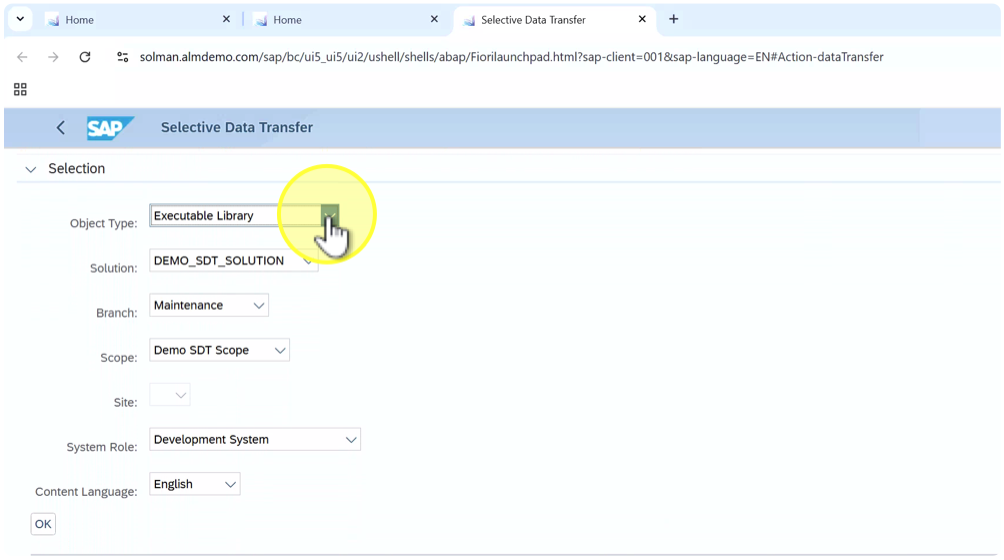 Home
Home
Selective Data Transfer
solman.almdemo.com/sap/bc/ui5_ui5/ui2/ushell/shells/abap/Fiorilaunchpad.html?sap-client=001&sap-language=EN#Action-dataTransfer
SAP Selective Data Transfer
Selection
Object Type: Executable Library
Solution: DEMO_SDT_SOLUTION
Branch: Maintenance
Scope: Demo SDT Scope
Site:
System Role: Development System
Content Language: English
OK